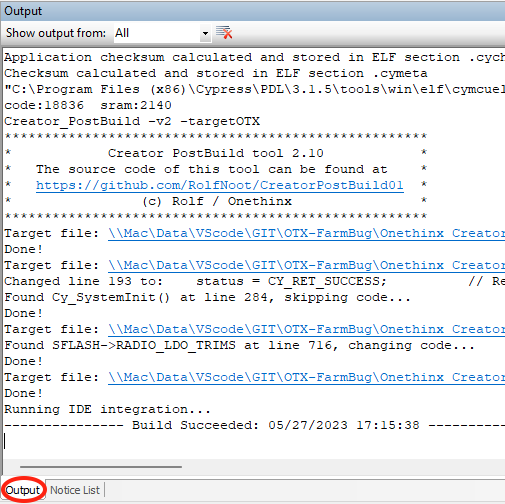 Output
Show output from: All
Application checksum calculated and stored in ELF section .cych
Checksum calculated and stored in ELF section .cymeta
"C:\Program Files (x86)\Cypress\PDL\3.1.5\tools\win\elf\cymcuel
code:18836  sram:2140
Creator_PostBuild -v2 -targetOTX
*****************************************************
*            Creator PostBuild tool 2.10            *
*   The source code of this tool can be found at    *
*   https://github.com/RolfNoot/CreatorPostBuild01  *
*                (c) Rolf / Onethinx                *
*****************************************************
Target file: \\Mac\Data\VScode\GIT\OTX-FarmBug\Onethinx Creator
Done!
Target file: \\Mac\Data\VScode\GIT\OTX-FarmBug\Onethinx Creator
Changed line 193 to:    status = CY_RET_SUCCESS;          // Re
Found Cy_SystemInit() at line 284, skipping code...
Done!
Target file: \\Mac\Data\VScode\GIT\OTX-FarmBug\Onethinx Creator
Found SFLASH->RADIO_LDO_TRIMS at line 716, changing code...
Done!
Target file: \\Mac\Data\VScode\GIT\OTX-FarmBug\Onethinx Creator
Done!
Running IDE integration...
--------------- Build Succeeded: 05/27/2023 17:15:38 ----------
Output Notice List